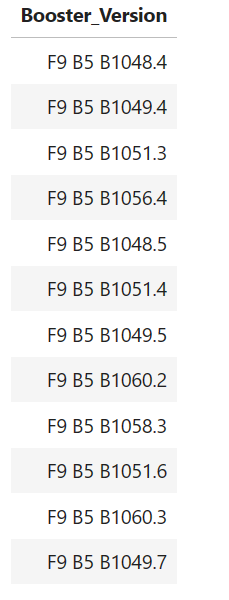 Booster_Version
F9 B5 B1048.4
F9 B5 B1049.4
F9 B5 B1051.3
F9 B5 B1056.4
F9 B5 B1048.5
F9 B5 B1051.4
F9 B5 B1049.5
F9 B5 B1060.2
F9 B5 B1058.3
F9 B5 B1051.6
F9 B5 B1060.3
F9 B5 B1049.7